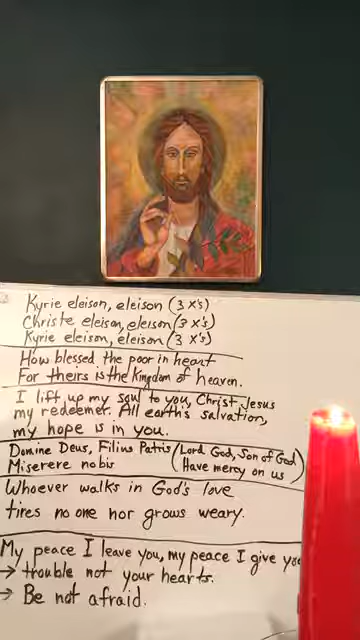 Kyrie eleison, eleison (3 x's)
Christe eleison, eleison (3 x's)
Kyrie eleison, eleison (3 x's)
How blessed the poor in heart
For theirs is the Kingdom of heaven.
I lift up my soul to you, Christ Jesus
my redeemer. All earth's salvation,
my hope is in you.
Domine Deus, Filius Patris (Lord God, Son of God,
Miserere nobis Have mercy on us)
Whoever walks in God's love
tires no one nor grows weary.
My peace I leave you, my peace I give you
→ trouble not your hearts.
→ Be not afraid.